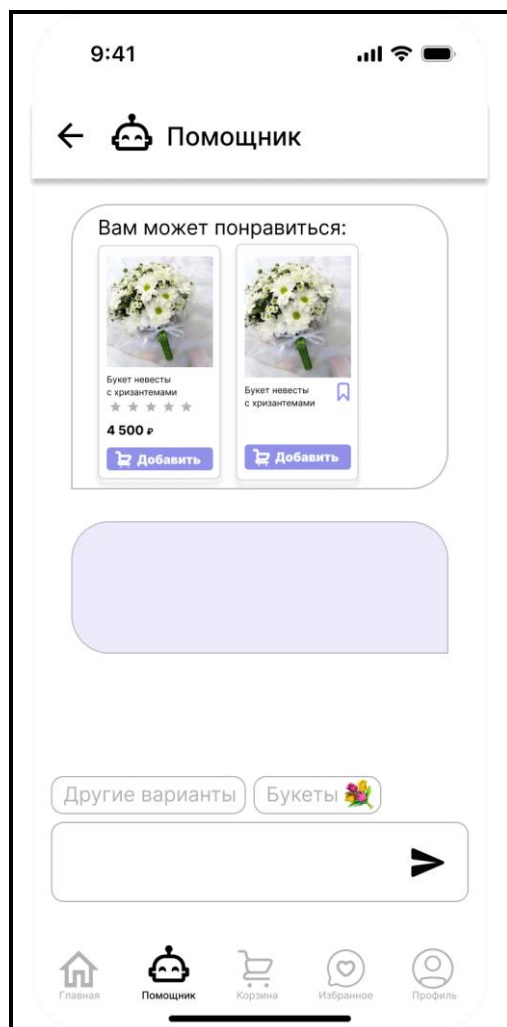 9:41
Помощник
Вам может понравиться:
Букет невесты
с хризантемами
4 500 ₽
Добавить
Букет невесты
с хризантемами
Добавить
Другие варианты
Букеты
Главная
Помощник
Корзина
Избранное
Профиль